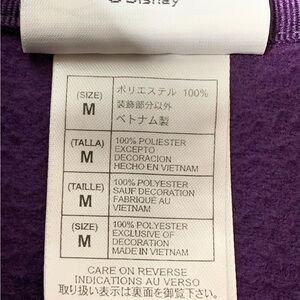 ©Disney
(SIZE)
M
ポリエステル 100%
装飾部分以外
ベトナム製
(TALLA)
M
100% POLIESTER
EXCEPTO
DECORACION
HECHO EN VIETNAM
(TAILLE)
M
100% POLYESTER
SAUF DECORATION
FABRIQUE AU
VIETNAM
(SIZE)
M
100% POLYESTER
EXCLUSIVE OF
DECORATION
MADE IN VIETNAM
CARE ON REVERSE
INDICATIONS AU VERSO
取り扱い表示は裏面を御覧下さい。